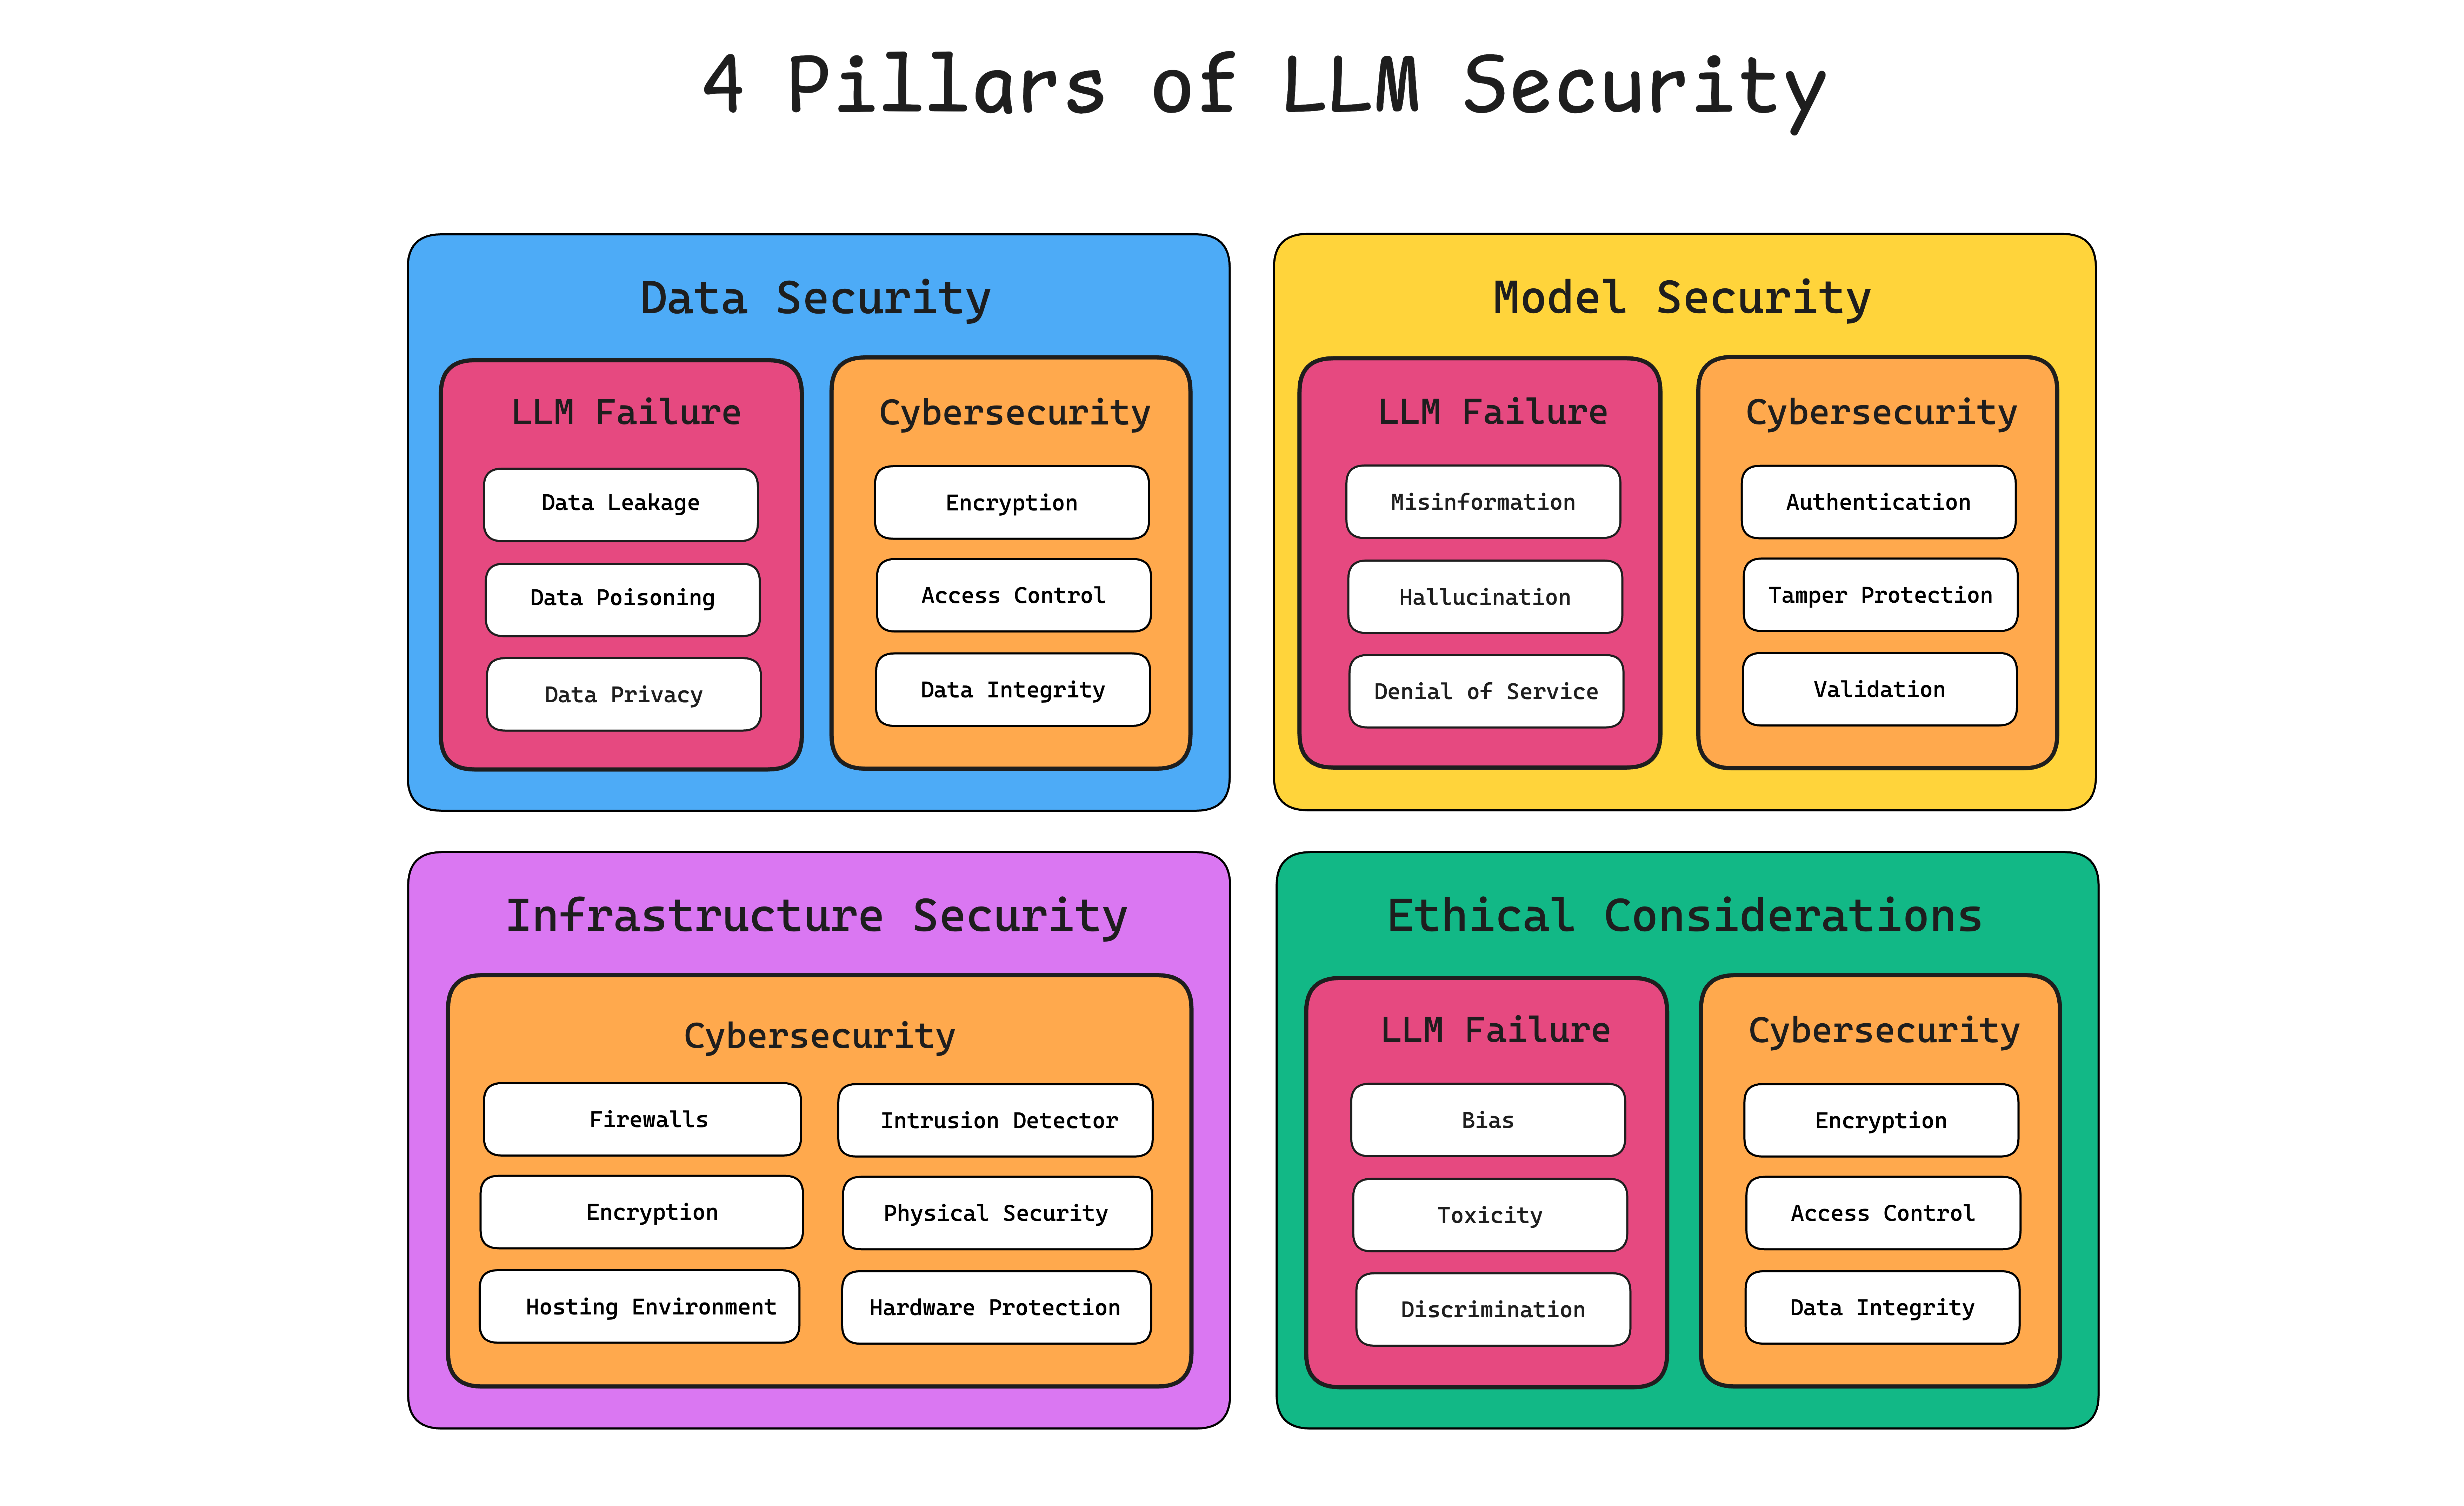 4 Pillars of LLM Security
Data Security
LLM Failure
Data Leakage
Data Poisoning
Data Privacy
Cybersecurity
Encryption
Access Control
Data Integrity
Model Security
LLM Failure
Misinformation
Hallucination
Denial of Service
Cybersecurity
Authentication
Tamper Protection
Validation
Infrastructure Security
Cybersecurity
Firewalls
Intrusion Detector
Encryption
Physical Security
Hosting Environment
Hardware Protection
Ethical Considerations
LLM Failure
Bias
Toxicity
Discrimination
Cybersecurity
Encryption
Access Control
Data Integrity